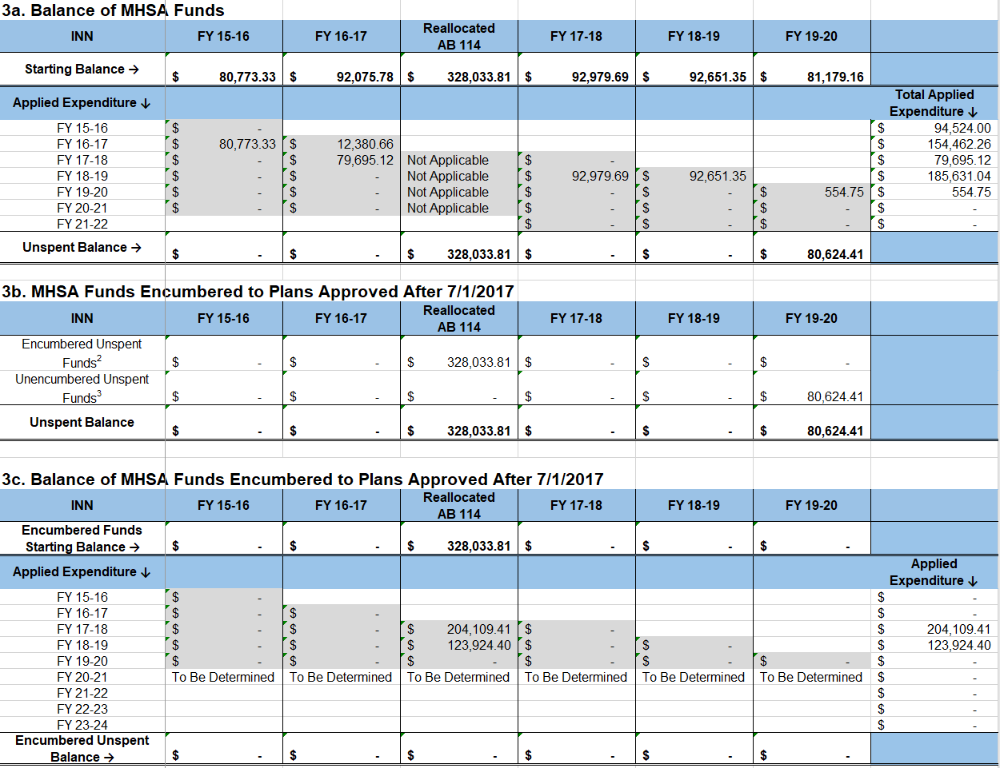 3a. Balance of MHSA Funds
INN FY 15-16 FY 16-17 Reallocated AB 114 FY 17-18 FY 18-19 FY 19-20
Starting Balance → $ 80,773.33 $ 92,075.78 $ 328,033.81 $ 92,979.69 $ 92,651.35 $ 81,179.16
Applied Expenditure ↓ Total Applied Expenditure ↓
FY 15-16 $ - $ 94,524.00
FY 16-17 $ 80,773.33 $ 12,380.66 $ 154,462.26
FY 17-18 $ - $ 79,695.12 Not Applicable $ - $ 79,695.12
FY 18-19 $ - $ - Not Applicable $ 92,979.69 $ 92,651.35 $ 185,631.04
FY 19-20 $ - $ - Not Applicable $ - $ - $ 554.75 $ 554.75
FY 20-21 $ - $ - Not Applicable $ - $ - $ - $ -
FY 21-22 $ - $ - $ - $ -
Unspent Balance → $ - $ - $ 328,033.81 $ - $ - $ 80,624.41
3b. MHSA Funds Encumbered to Plans Approved After 7/1/2017
INN FY 15-16 FY 16-17 Reallocated AB 114 FY 17-18 FY 18-19 FY 19-20
Encumbered Unspent Funds2 $ - $ - $ 328,033.81 $ - $ - $ -
Unencumbered Unspent Funds3 $ - $ - $ - $ - $ - $ 80,624.41
Unspent Balance $ - $ - $ 328,033.81 $ - $ - $ 80,624.41
3c. Balance of MHSA Funds Encumbered to Plans Approved After 7/1/2017
INN FY 15-16 FY 16-17 Reallocated AB 114 FY 17-18 FY 18-19 FY 19-20
Encumbered Funds Starting Balance → $ - $ - $ 328,033.81 $ - $ - $ -
Applied Expenditure ↓ Applied Expenditure ↓
FY 15-16 $ - $ -
FY 16-17 $ - $ - $ -
FY 17-18 $ - $ - $ 204,109.41 $ - $ 204,109.41
FY 18-19 $ - $ - $ 123,924.40 $ - $ - $ 123,924.40
FY 19-20 $ - $ - $ - $ - $ - $ - $ -
FY 20-21 To Be Determined To Be Determined To Be Determined To Be Determined To Be Determined To Be Determined $ -
FY 21-22 $ -
FY 22-23 $ -
FY 23-24 $ -
Encumbered Unspent Balance → $ - $ - $ - $ - $ - $ -